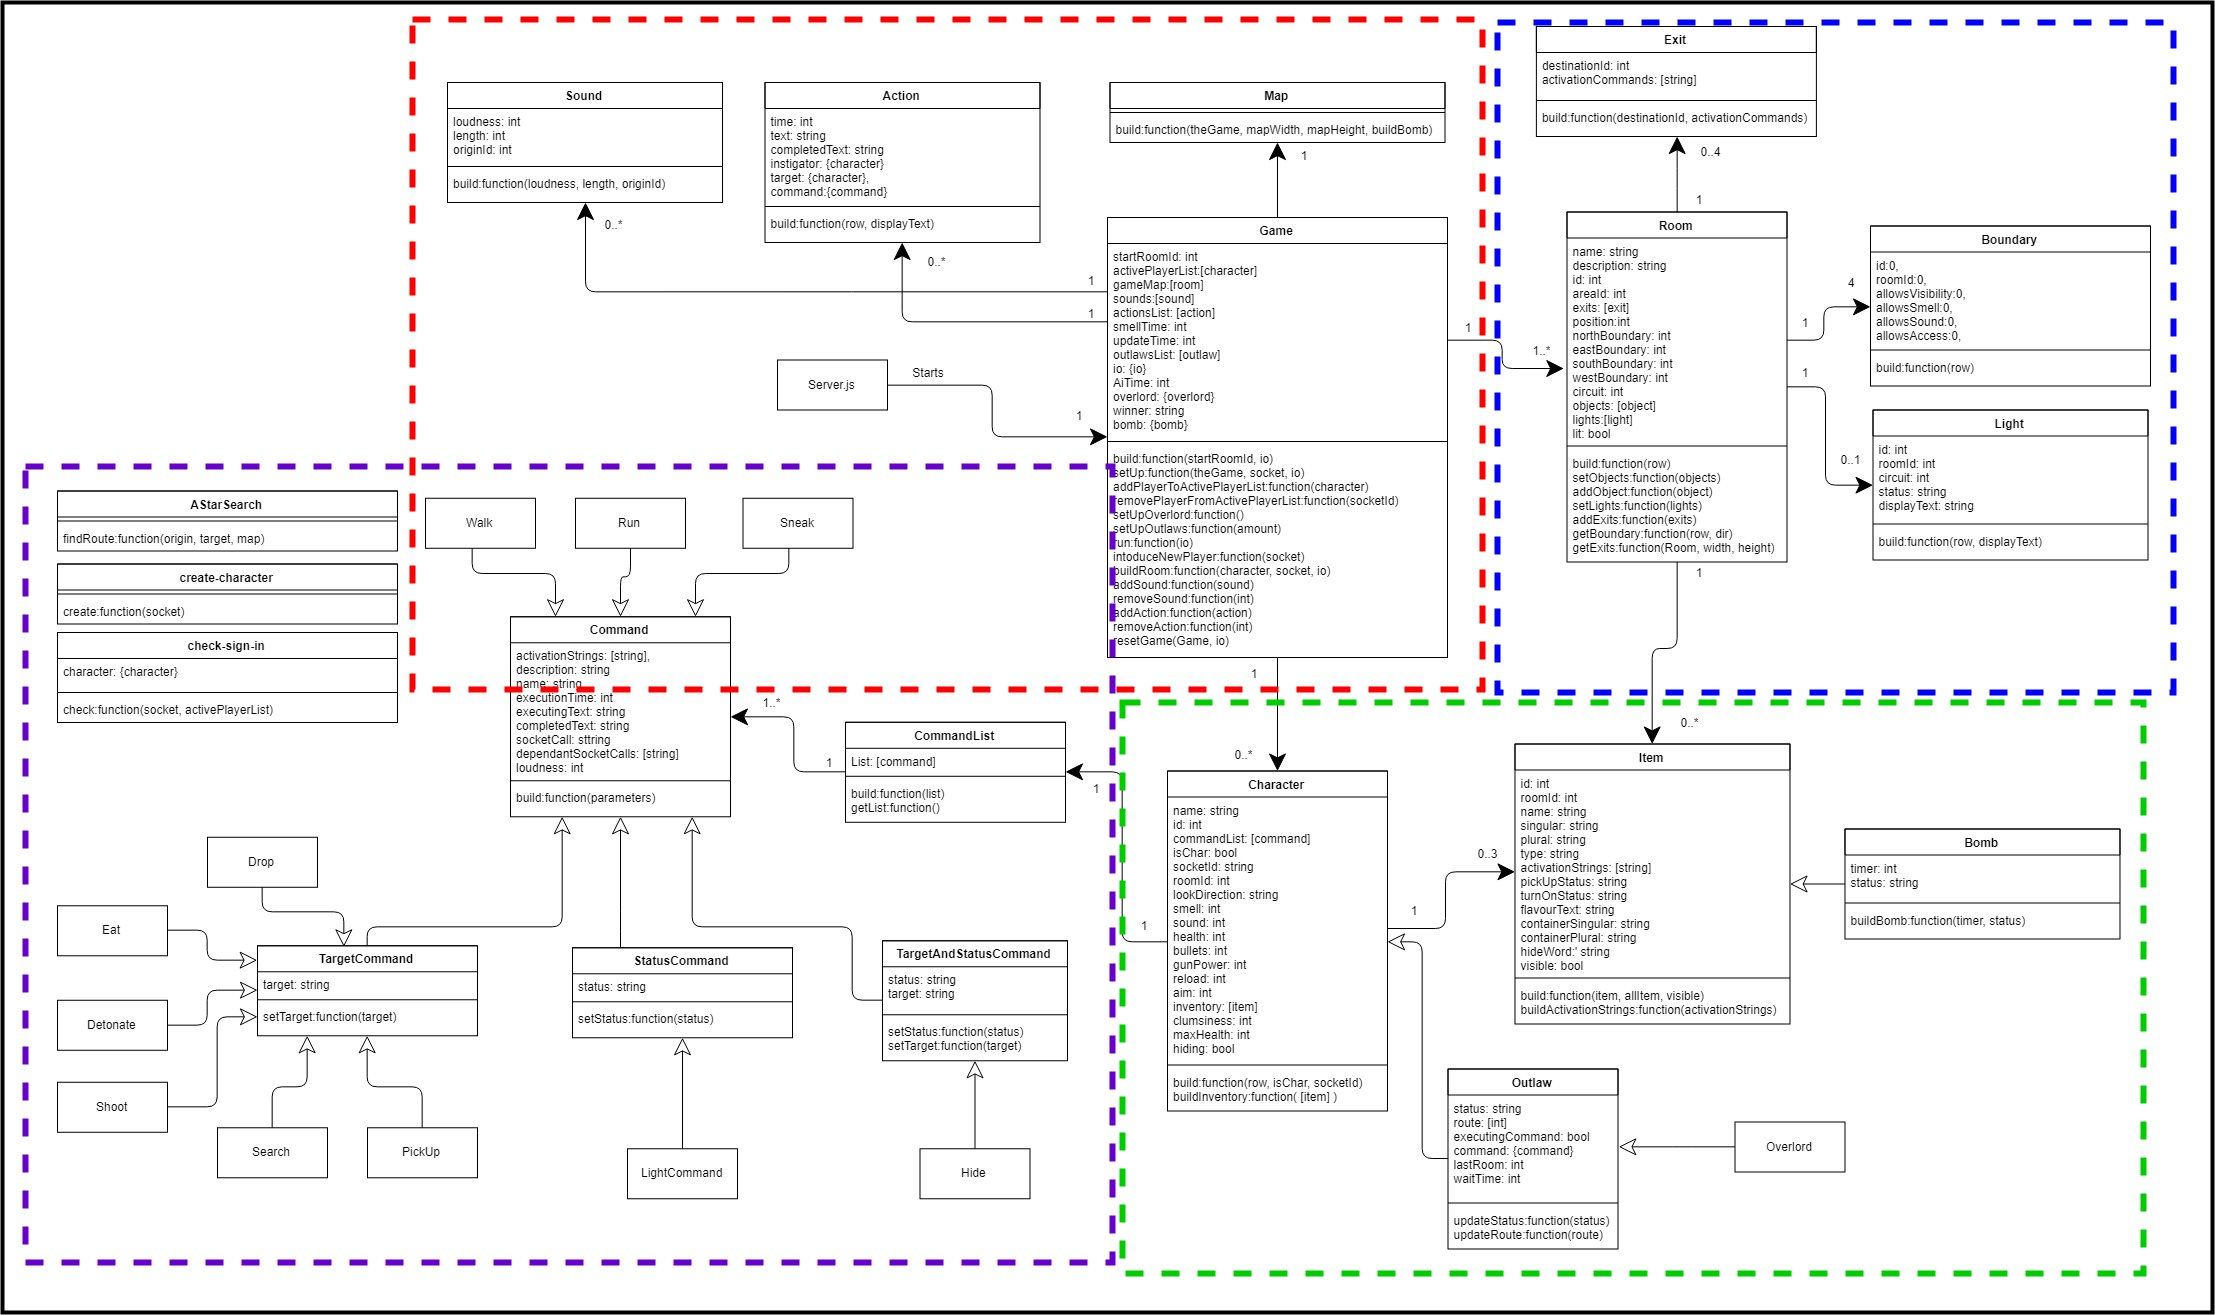 Sound
loudness: int
length: int
originId: int
build:function(loudness, length, originId)
0..*
Action
time: int
text: string
completedText: string
instigator: {character}
target: {character},
command:{command}
build:function(row, displayText)
0..*
Map
build:function(theGame, mapWidth, mapHeight, buildBomb)
1
Game
startRoomId: int
activePlayerList:[character]
gameMap:[room]
sounds:[sound]
actionsList: [action]
smellTime: int
updateTime: int
outlawsList: [outlaw]
io: {io}
AiTime: int
overlord: {overlord}
winner: string
bomb: {bomb}
build:function(startRoomId, io)
setUp:function(theGame, socket, io)
addPlayerToActivePlayerList:function(character)
removePlayerFromActivePlayerList:function(socketId)
setUpOverlord:function()
setUpOutlaws:function(amount)
run:function(io)
intoduceNewPlayer:function(socket)
buildRoom:function(character, socket, io)
addSound:function(sound)
removeSound:function(int)
addAction:function(action)
removeAction:function(int)
resetGame(Game, io)
1
1
1
1
1
Server.js
Starts
Exit
destinationId: int
activationCommands: [string]
build:function(destinationId, activationCommands)
0..4
1
Room
name: string
description: string
id: int
areaId: int
exits: [exit]
position:int
northBoundary: int
eastBoundary: int
southBoundary: int
westBoundary: int
circuit: int
objects: [object]
lights:[light]
lit: bool
build:function(row)
setObjects:function(objects)
addObject:function(object)
setLights:function(lights)
addExits:function(exits)
getBoundary:function(row, dir)
getExits:function(Room, width, height)
1..*
1
1
1
4
0..1
Boundary
id:0,
roomId:0,
allowsVisibility:0,
allowsSmell:0,
allowsSound:0,
allowsAccess:0,
build:function(row)
Light
id: int
roomId: int
circuit: int
status: string
displayText: string
build:function(row, displayText)
AStarSearch
findRoute:function(origin, target, map)
create-character
create:function(socket)
check-sign-in
character: {character}
check:function(socket, activePlayerList)
Walk
Run
Sneak
Command
activationStrings: [string],
description: string
name: string
executionTime: int
executingText: string
completedText: string
socketCall: sttring
dependantSocketCalls: [string]
loudness: int
build:function(parameters)
1..*
1
CommandList
List: [command]
build:function(list)
getList:function()
1
1
Drop
Eat
Detonate
Shoot
Search
PickUp
TargetCommand
target: string
setTarget:function(target)
StatusCommand
status: string
setStatus:function(status)
TargetAndStatusCommand
status: string
target: string
setStatus:function(status)
setTarget:function(target)
LightCommand
Hide
0..*
Character
name: string
id: int
commandList: [command]
isChar: bool
socketId: string
roomId: int
lookDirection: string
smell: int
sound: int
health: int
bullets: int
gunPower: int
reload: int
aim: int
inventory: [item]
clumsiness: int
maxHealth: int
hiding: bool
build:function(row, isChar, socketId)
buildInventory:function( [item] )
1
0..3
0..*
Item
id: int
roomId: int
name: string
singular: string
plural: string
type: string
activationStrings: [string]
pickUpStatus: string
turnOnStatus: string
flavourText: string
containerSingular: string
containerPlural: string
hideWord:' string
visible: bool
build:function(item, allItem, visible)
buildActivationStrings:function(activationStrings)
Bomb
timer: int
status: string
buildBomb:function(timer, status)
Outlaw
status: string
route: [int]
executingCommand: bool
command: {command}
lastRoom: int
waitTime: int
updateStatus:function(status)
updateRoute:function(route)
Overlord